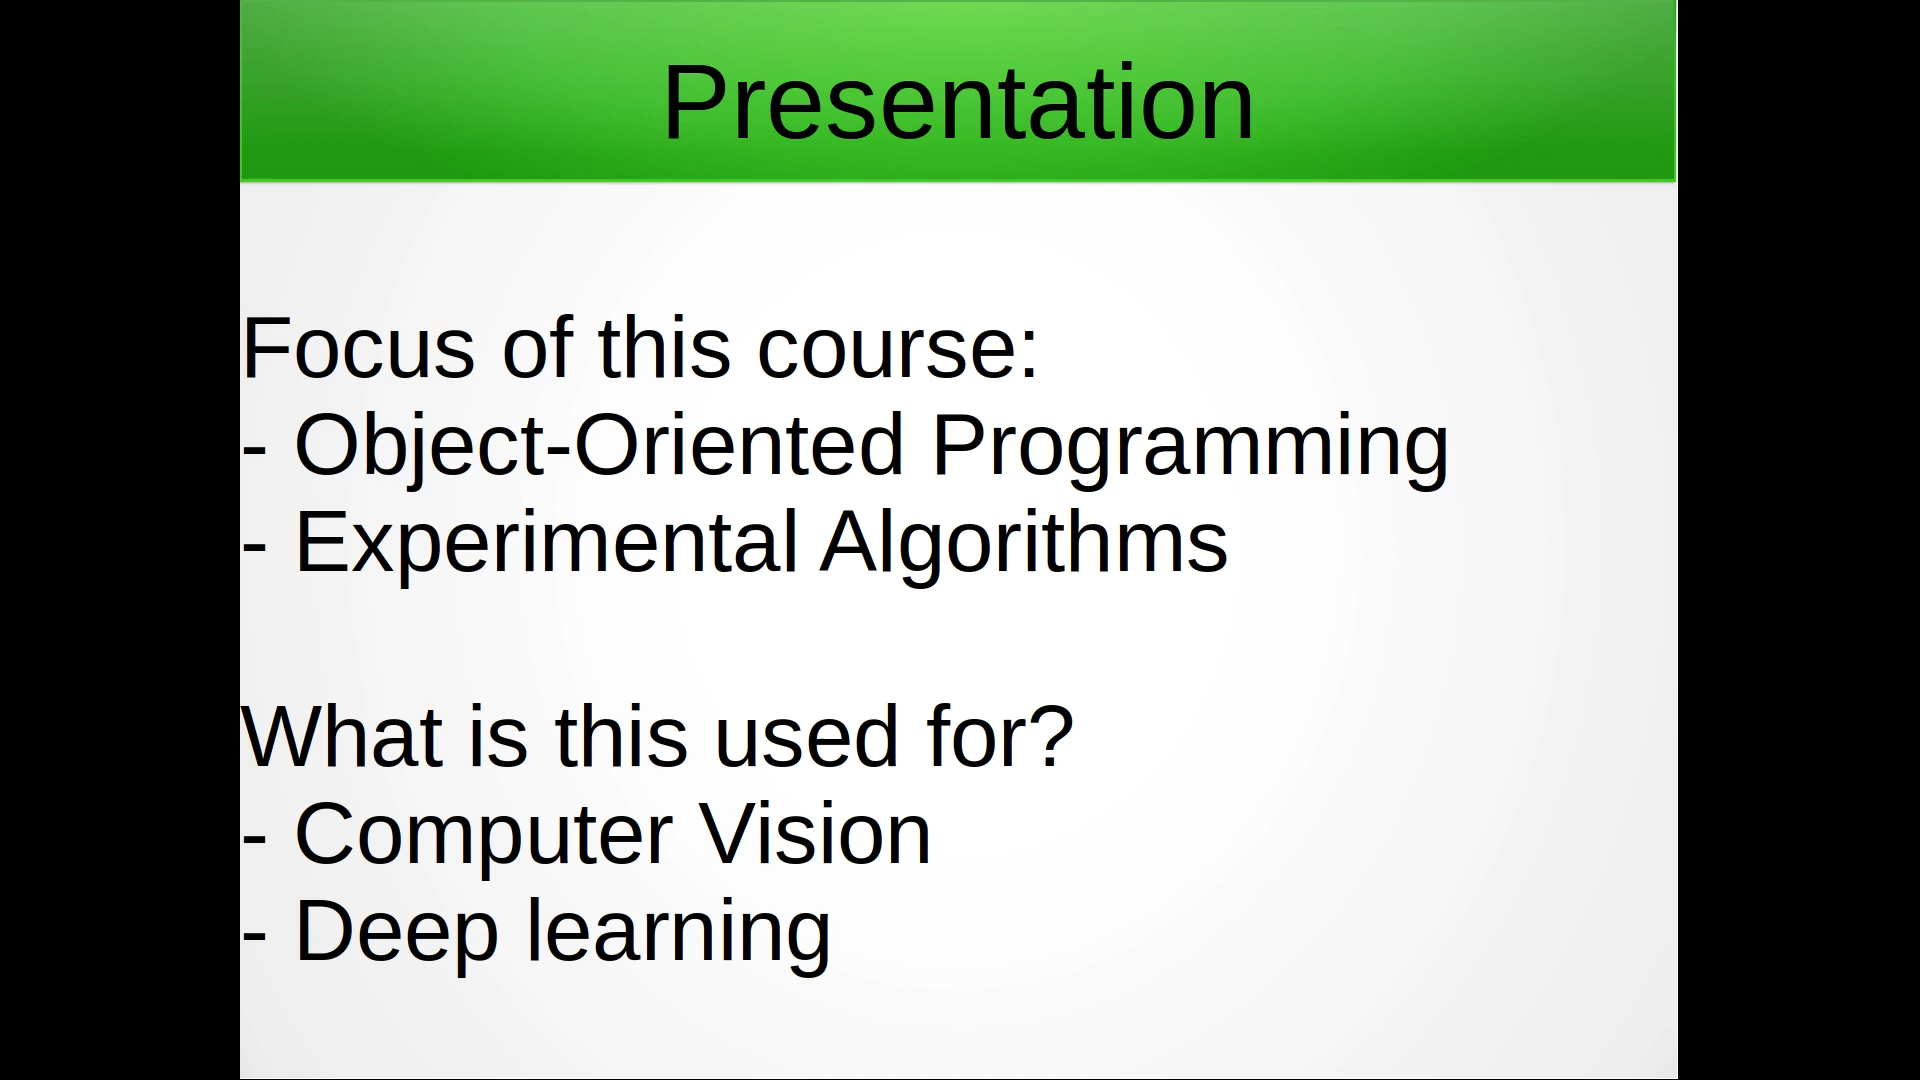 Presentation
Focus of this course:
- Object-Oriented Programming
- Experimental Algorithms
What is this used for?
- Computer Vision
- Deep learning